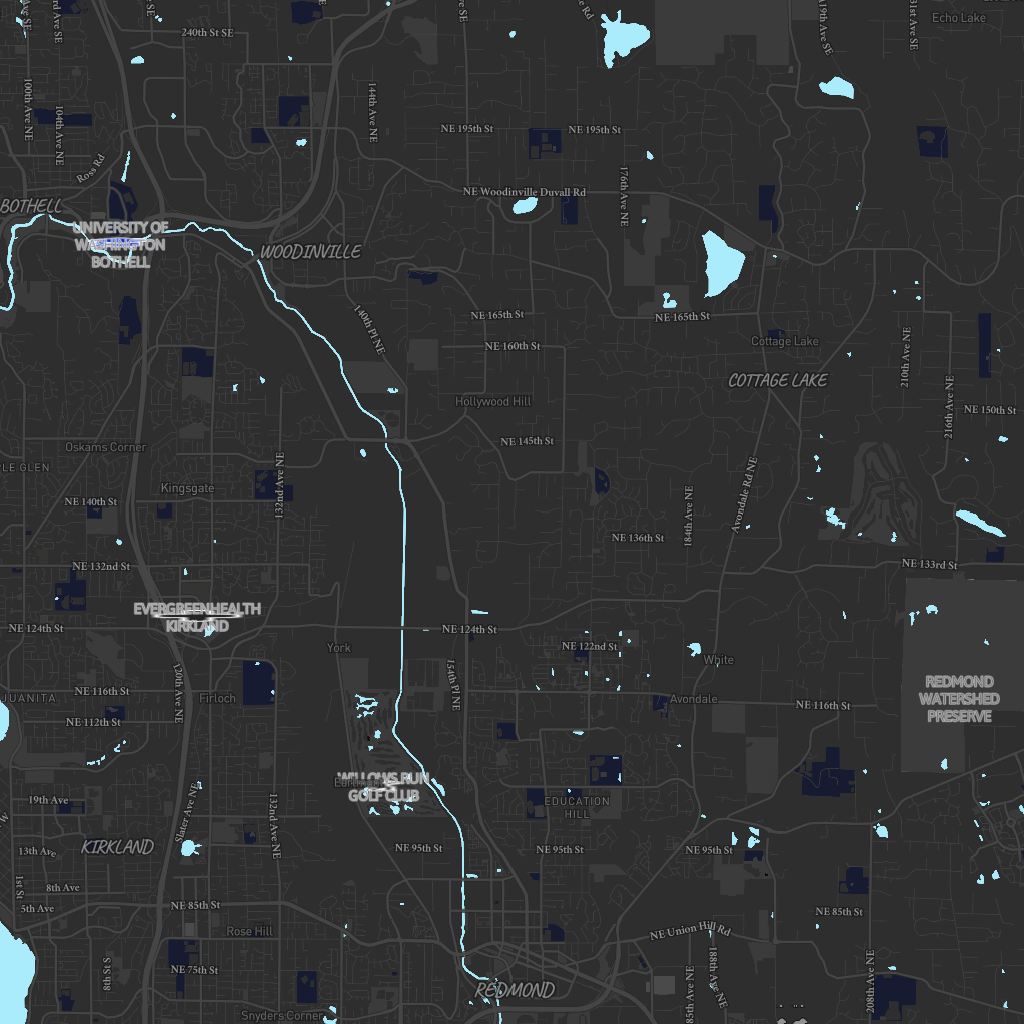 240th St SE
Echo Lake
19th Ave SE
100th Ave NE
104th Ave NE
144th Ave NE
NE 195th St
NE 195th St
Ross Rd
176th Ave NE
NE Woodinville Duvall Rd
BOTHELL
UNIVERSITY OF
WASHINGTON
BOTHELL
WOODINVILLE
140th Pl NE
NE 165th St
NE 165th St
NE 160th St
Cottage Lake
210th Ave NE
COTTAGE LAKE
216th Ave NE
Hollywood Hill
NE 150th St
NE 145th St
Oskams Corner
PLE GLEN
Kingsgate
132nd Ave NE
NE 140th St
184th Ave NE
Avondale Rd NE
NE 136th St
NE 132nd St
NE 133rd St
EVERGREENHEALTH
KIRKLAND
NE 124th St
NE 124th St
York
NE 122nd St
White
120th Ave NE
154th Pl NE
NE 116th St
JUANITA
Firloch
Avondale
NE 116th St
REDMOND
WATERSHED
PRESERVE
NE 112th St
WILLOWS RUN
GOLF CLUB
19th Ave
EDUCATION
HILL
Slater Ave NE
132nd Ave NE
KIRKLAND
13th Ave
NE 95th St
NE 95th St
NE 95th St
1st St
8th Ave
5th Ave
NE 85th St
NE 85th St
Rose Hill
NE Union Hill Rd
8th St S
NE 75th St
188th Ave NE
208th Ave NE
REDMOND
Snyders Corner